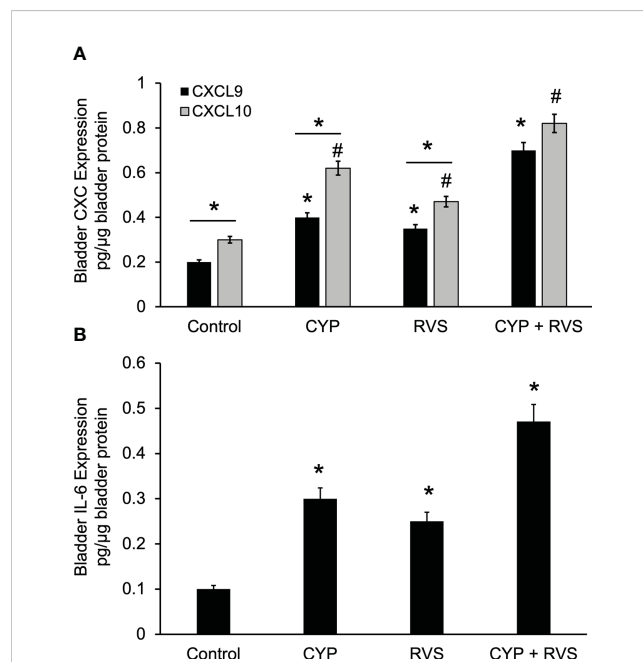 A
Bladder CXC Expression
pg/µg bladder protein
1
0.8
0.6
0.4
0.2
0
CXCL9
CXCL10
*
*
#
*
*
#
*
*
#
Control
CYP
RVS
CYP + RVS
B
Bladder IL-6 Expression
pg/µg bladder protein
0.6
0.5
0.4
0.3
0.2
0.1
0
*
*
*
Control
CYP
RVS
CYP + RVS